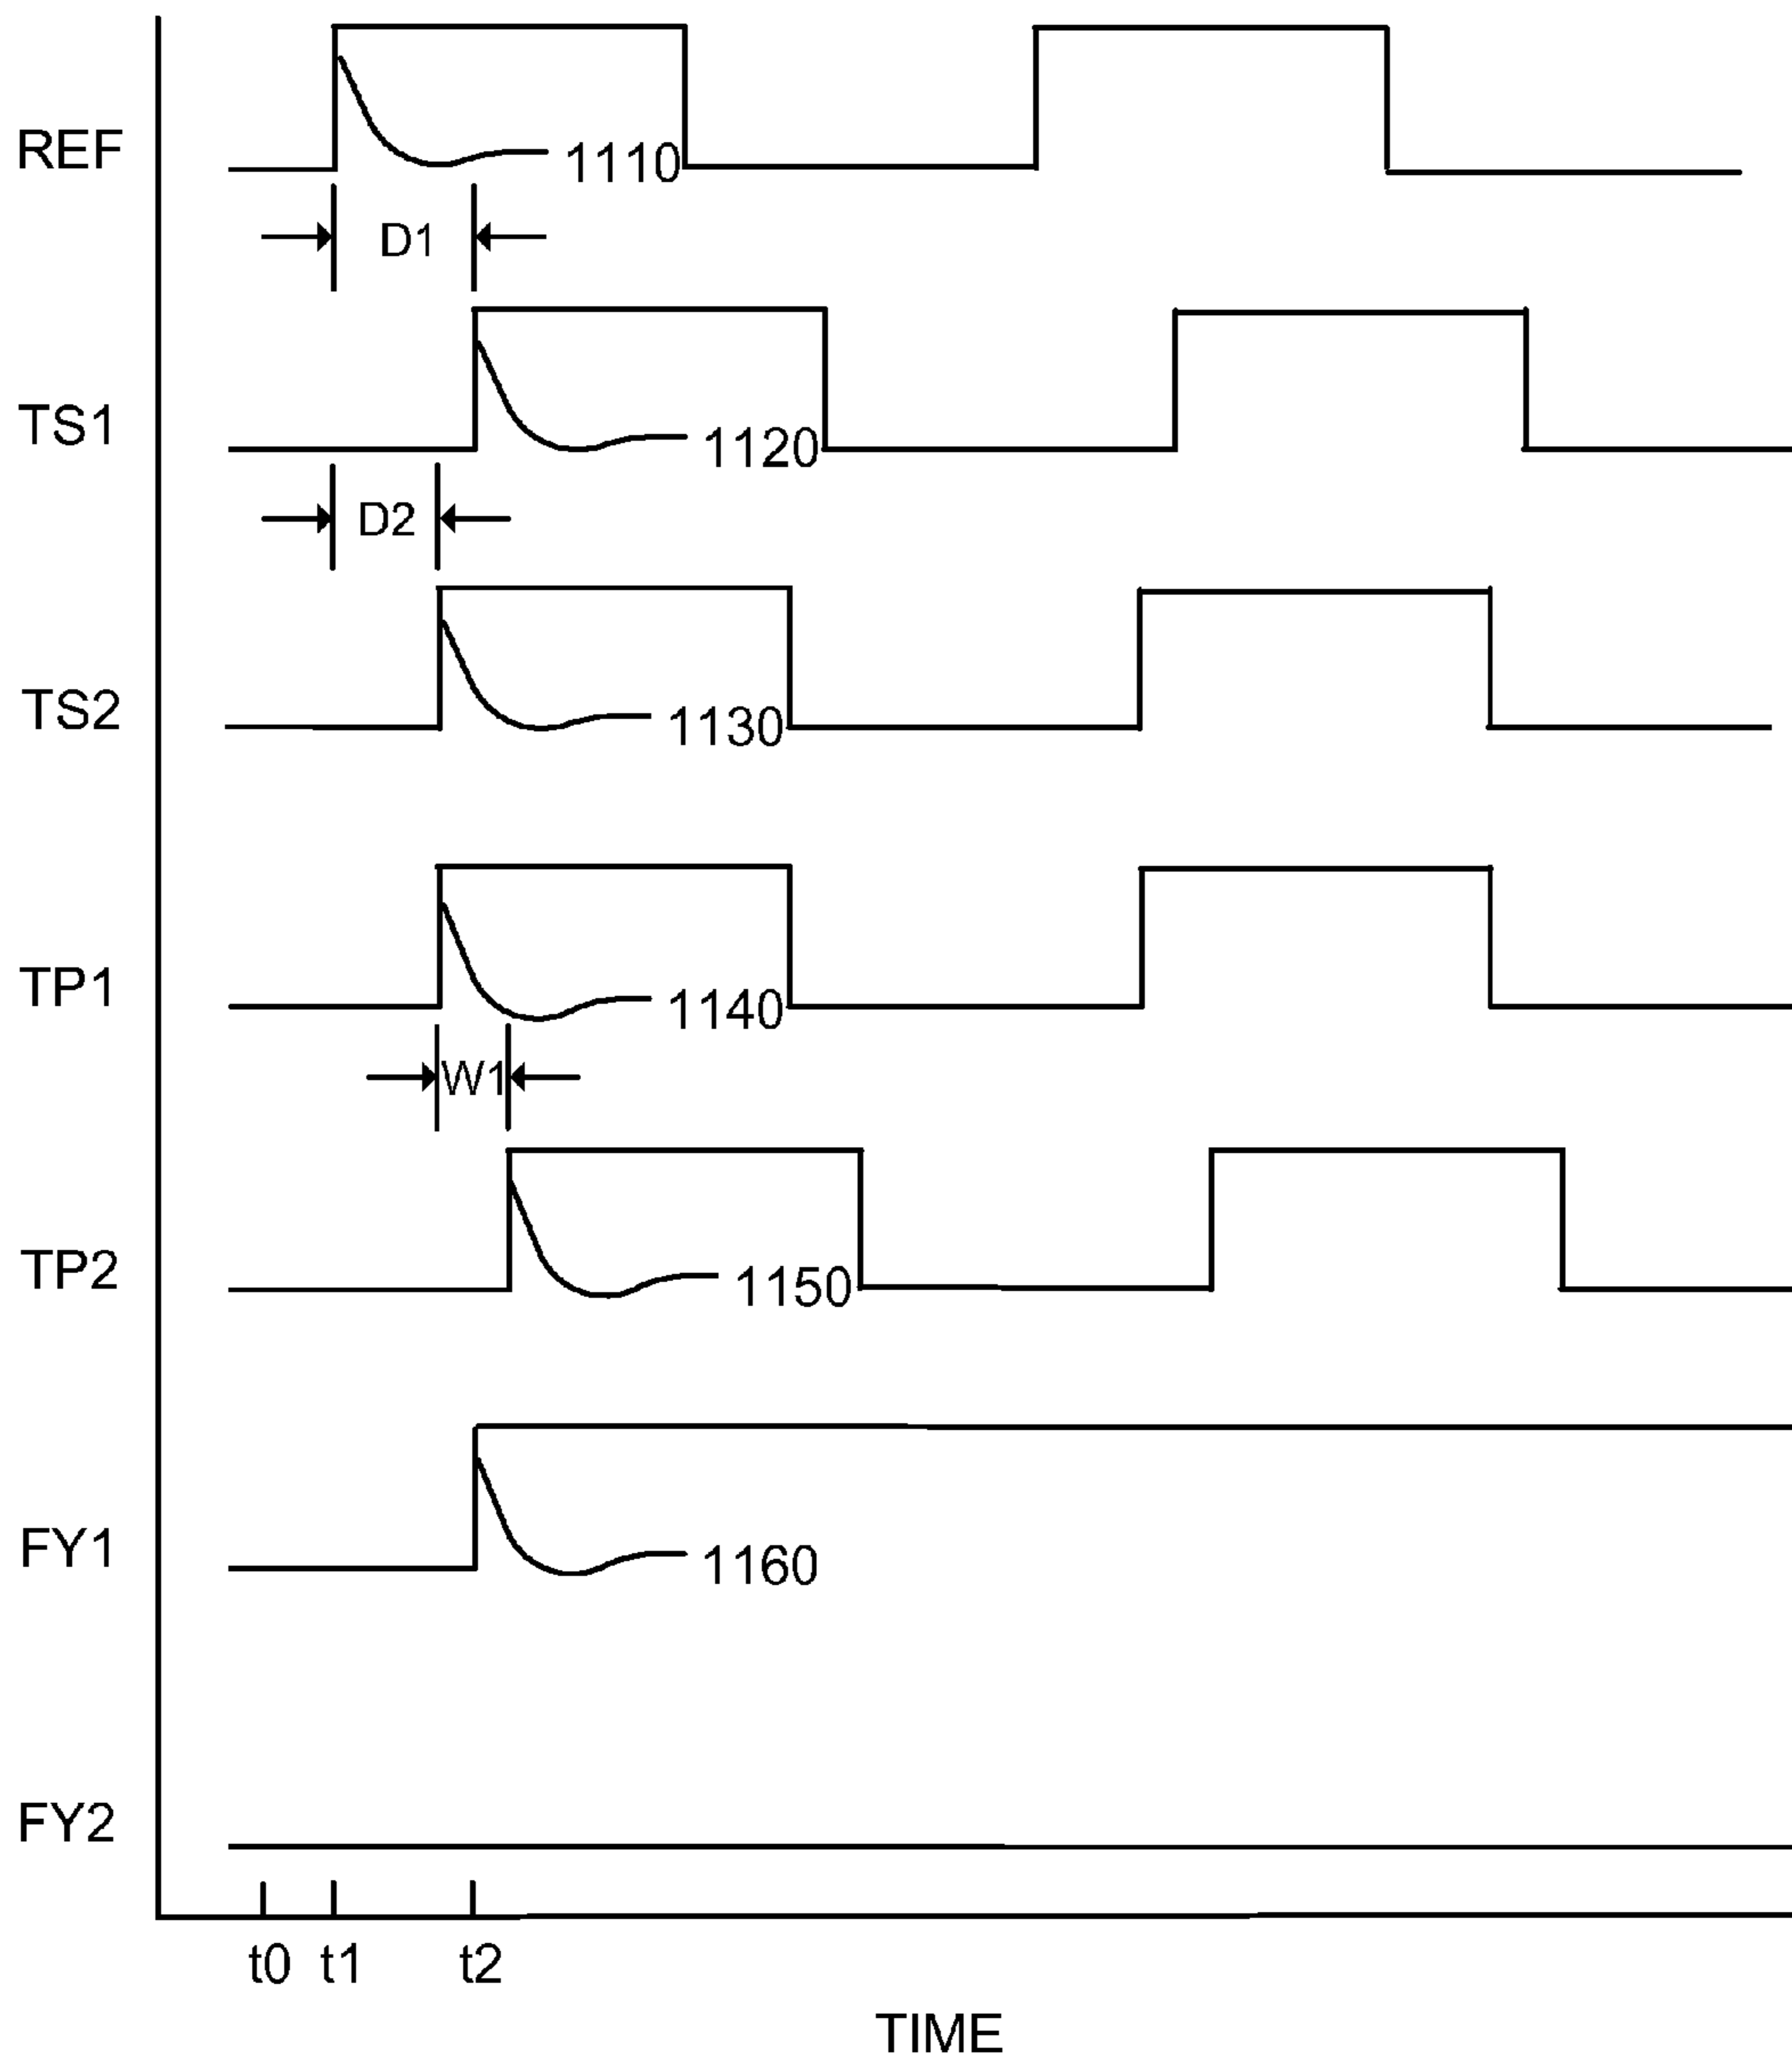 REF
1110
D1
TS1
1120
D2
TS2
1130
TP1
1140
W1
TP2
1150
FY1
1160
FY2
t0 t1 t2
TIME